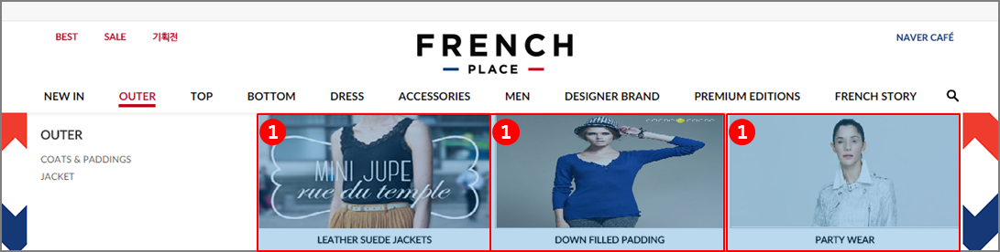 BEST SALE 기획전
NAVER CAFÉ
FRENCH
PLACE
NEW IN OUTER TOP BOTTOM DRESS ACCESSORIES MEN DESIGNER BRAND PREMIUM EDITIONS FRENCH STORY
OUTER
COATS & PADDINGS
JACKET
1
MINI JUPE
rue du temple
LEATHER SUEDE JACKETS
1
DOWN FILLED PADDING
1
PARTY WEAR